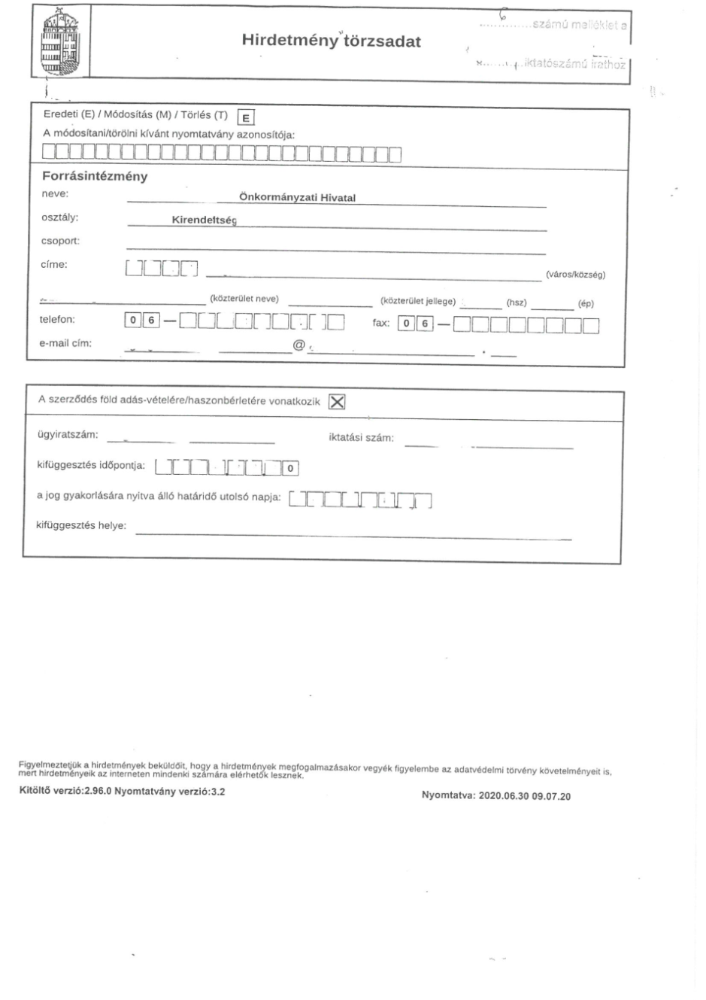 Hirdetmény törzsadat
6
számú melléklet a
iktatószámú irathoz
Eredeti (E) / Módosítás (M) / Törlés (T) E
A módosítani/törölni kívánt nyomtatvány azonosítója:
Forrásintézmény
neve: Önkormányzati Hivatal
osztály: Kirendeltség
csoport:
címe: (város/község)
(közterület neve) (közterület jellege) (hsz) (ép)
telefon: 0 6 — fax: 0 6 —
e-mail cím: @ .
A szerződés föld adás-vételére/haszonbérletére vonatkozik X
ügyiratszám: iktatási szám:
kifüggesztés időpontja: 0
a jog gyakorlására nyitva álló határidő utolsó napja:
kifüggesztés helye:
Figyelmeztetjük a hirdetmények beküldőit, hogy a hirdetmények megfogalmazásakor vegyék figyelembe az adatvédelmi törvény követelményeit is,
mert hirdetményeik az interneten mindenki számára elérhetők lesznek.
Kitöltő verzió:2.96.0 Nyomtatvány verzió:3.2 Nyomtatva: 2020.06.30 09.07.20